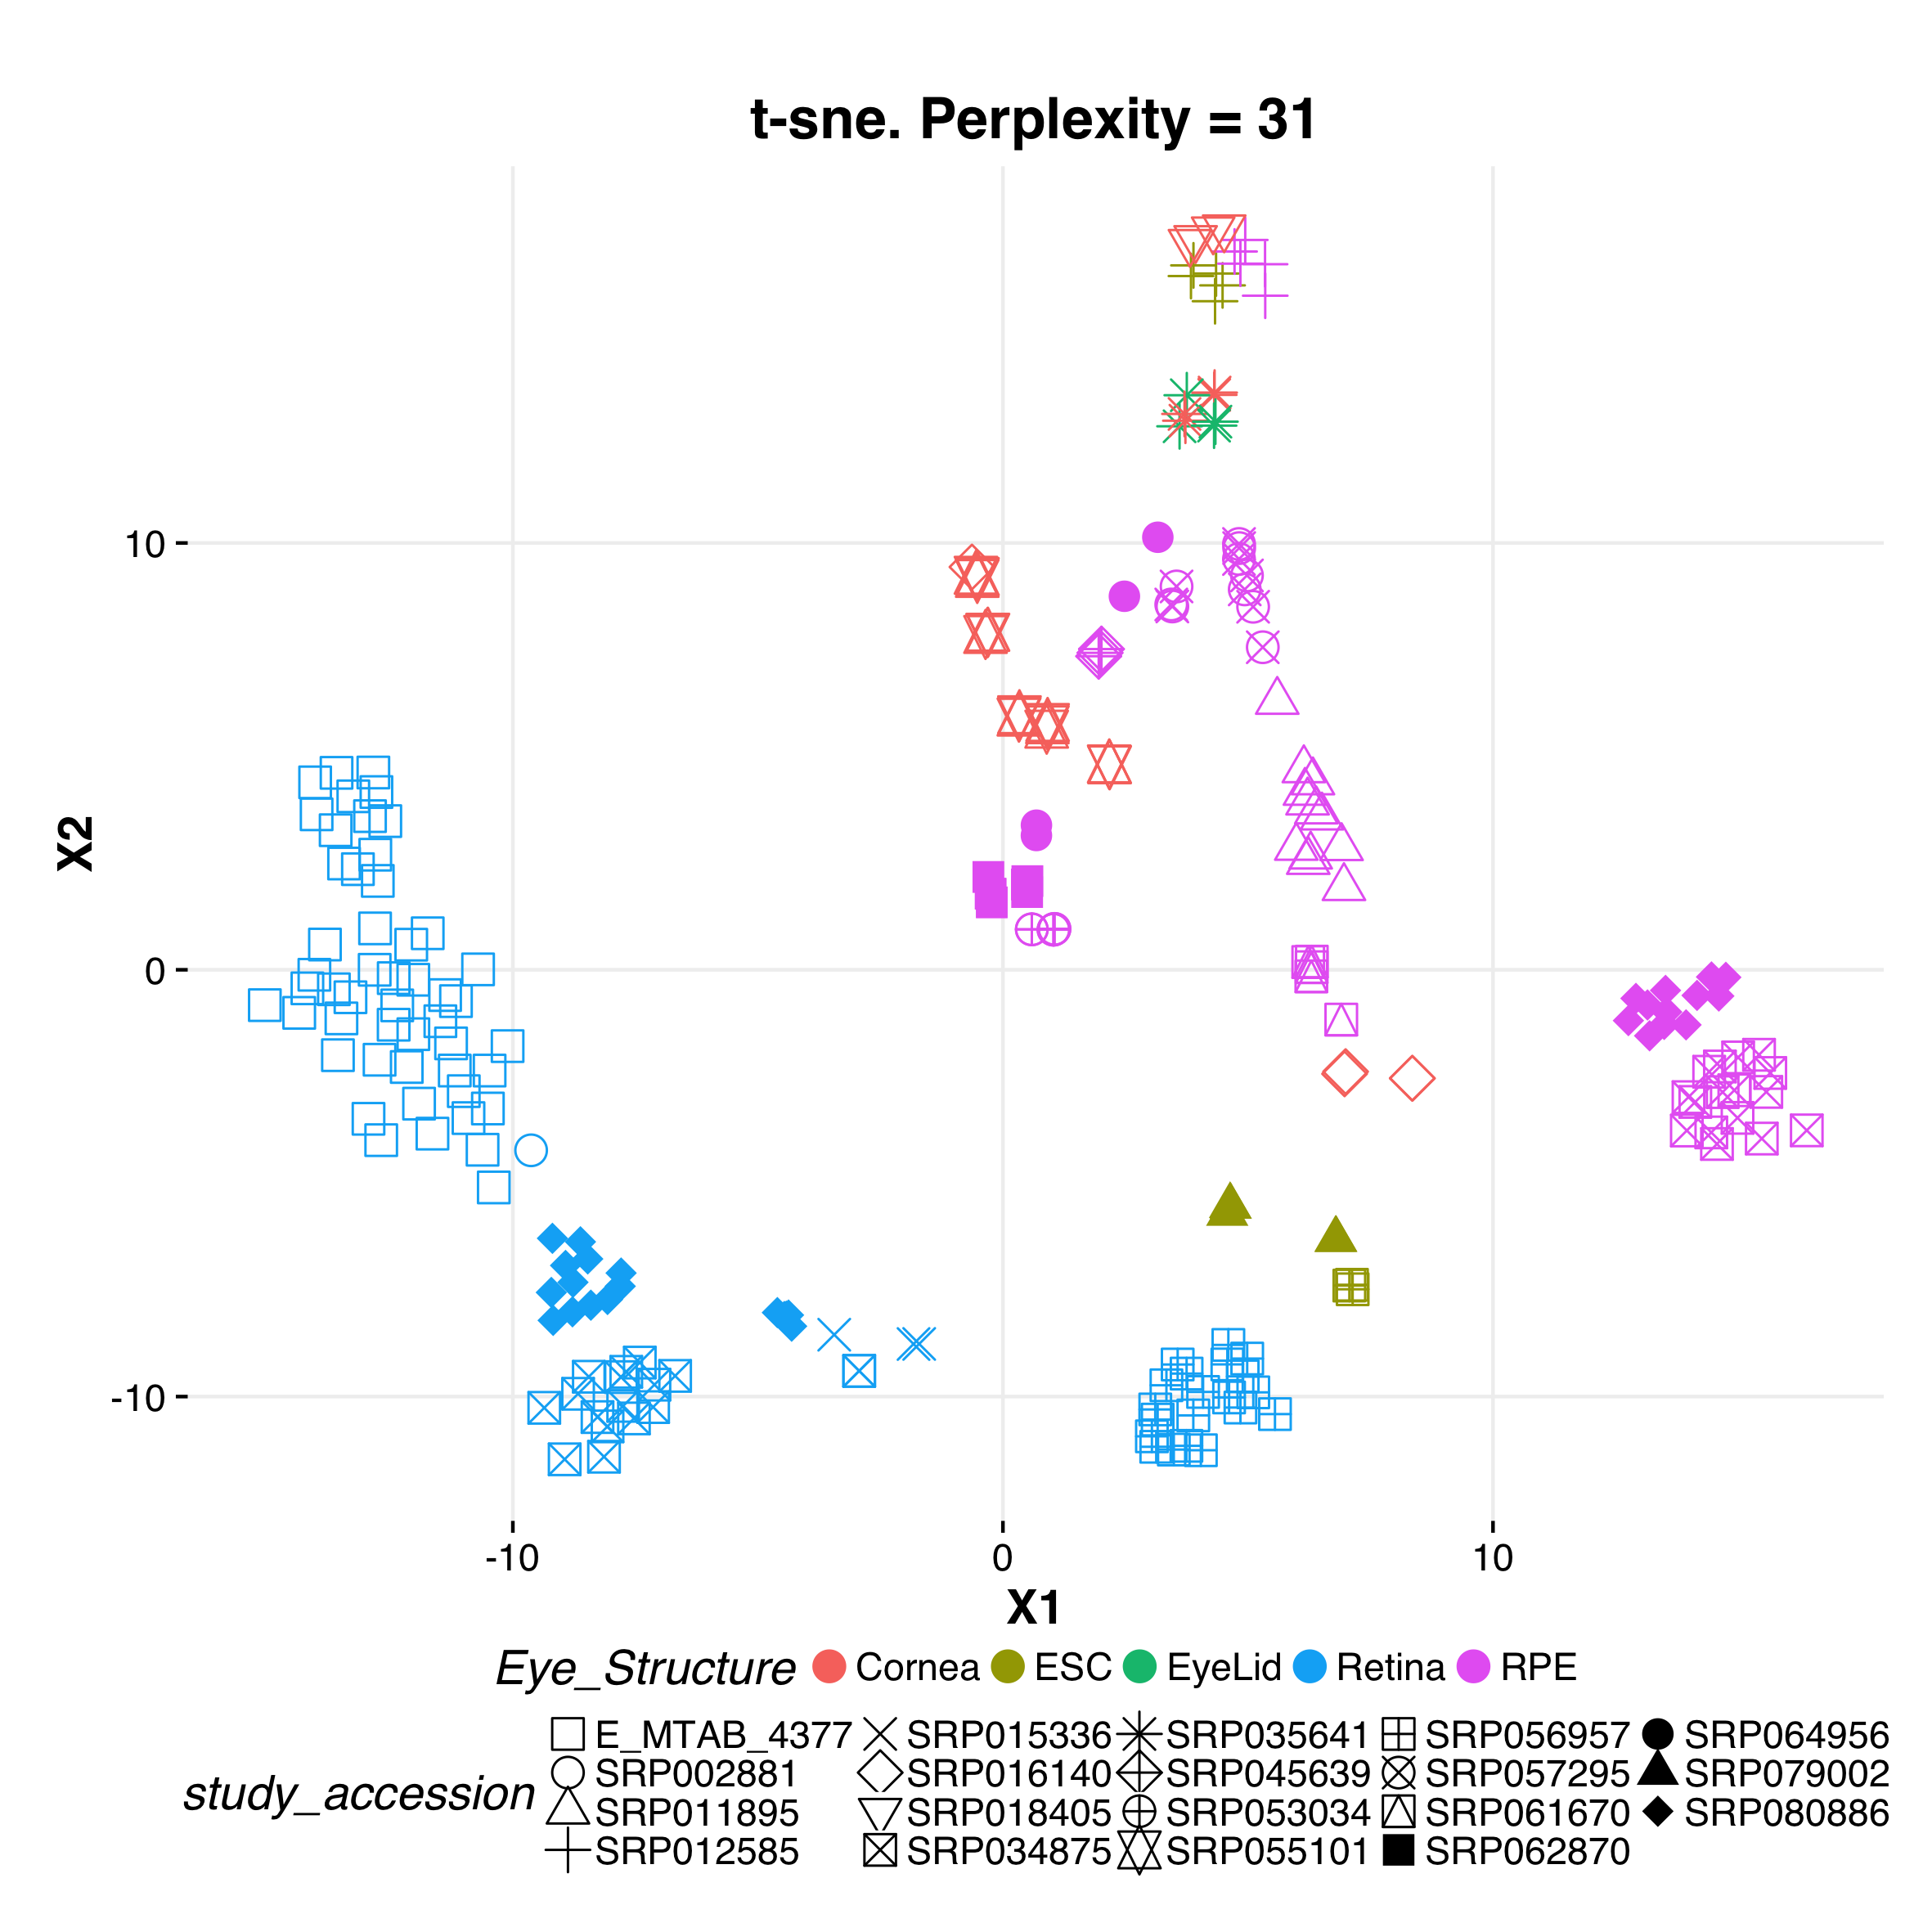 t-sne. Perplexity = 31
10
0
-10
X2
-10 0 10
X1
Eye_Structure Cornea ESC EyeLid Retina RPE
E_MTAB_4377 SRP015336 SRP035641 SRP056957 SRP064956
SRP002881 SRP016140 SRP045639 SRP057295 SRP079002
study_accession
SRP011895 SRP018405 SRP053034 SRP061670 SRP080886
SRP012585 SRP034875 SRP055101 SRP062870